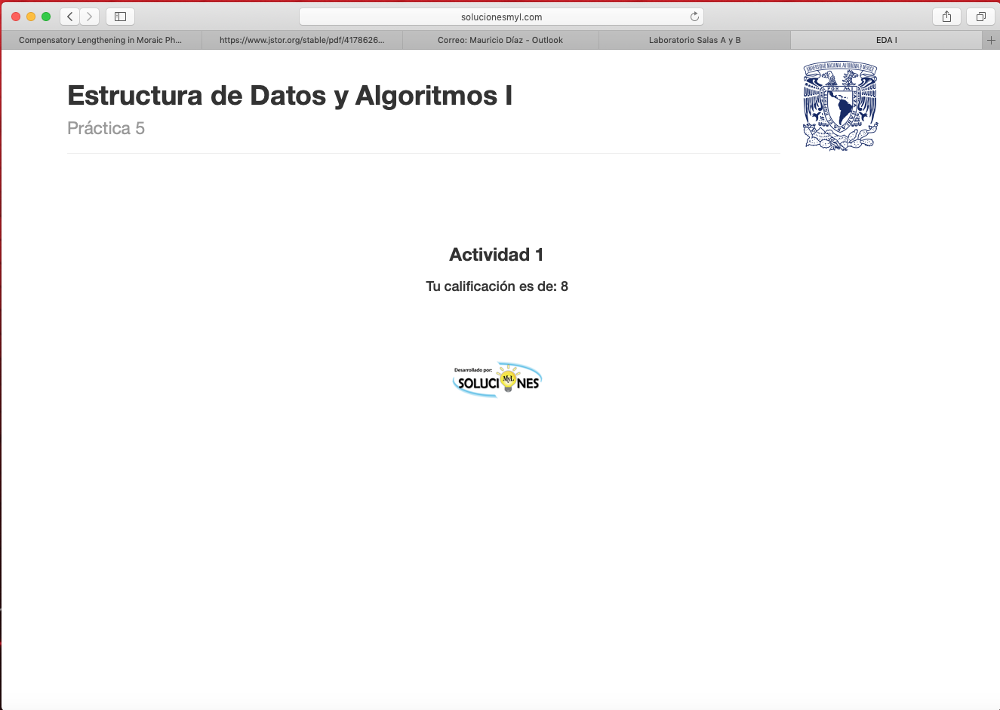 solucionesmyl.com
Compensatory Lengthening in Moraic Ph...
https://www.jstor.org/stable/pdf/4178626...
Correo: Mauricio Díaz - Outlook
Laboratorio Salas A y B
EDA I
Estructura de Datos y Algoritmos I
Práctica 5
UNIVERSIDAD NACIONAL AUTONOMA DE MEXICO
POR MI
Actividad 1
Tu calificación es de: 8
Desarrollado por:
MyL
SOLUCI NES